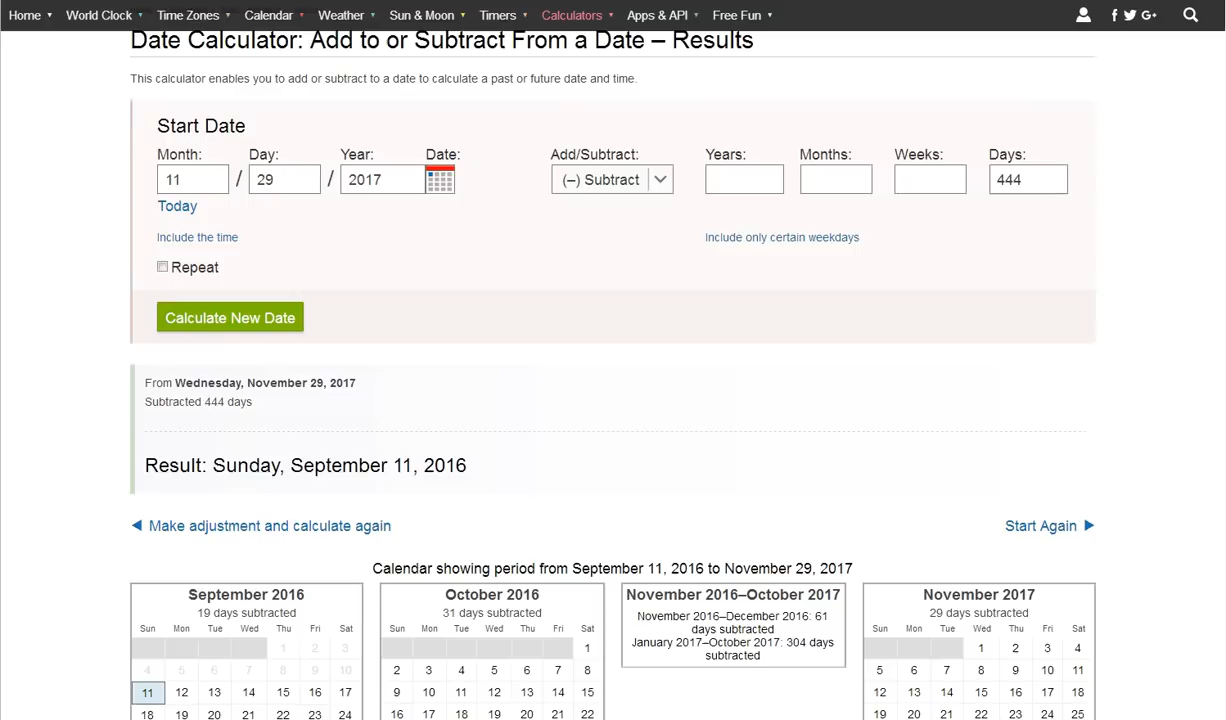 Home World Clock Time Zones Calendar Weather Sun & Moon Timers Calculators Apps & API Free Fun f G+
Date Calculator: Add to or Subtract From a Date – Results
This calculator enables you to add or subtract to a date to calculate a past or future date and time.
Start Date
Month: Day: Year: Date: Add/Subtract: Years: Months: Weeks: Days:
11 / 29 / 2017 (–) Subtract 444
Today
Include the time Include only certain weekdays
Repeat
Calculate New Date
From Wednesday, November 29, 2017
Subtracted 444 days
Result: Sunday, September 11, 2016
Make adjustment and calculate again Start Again
Calendar showing period from September 11, 2016 to November 29, 2017
September 2016
19 days subtracted
Sun Mon Tue Wed Thu Fri Sat
1 2 3
4 5 6 7 8 9 10
11 12 13 14 15 16 17
18 19 20 21 22 23 24
October 2016
31 days subtracted
Sun Mon Tue Wed Thu Fri Sat
1
2 3 4 5 6 7 8
9 10 11 12 13 14 15
16 17 18 19 20 21 22
November 2016–October 2017
November 2016–December 2016: 61
days subtracted
January 2017–October 2017: 304 days
subtracted
November 2017
29 days subtracted
Sun Mon Tue Wed Thu Fri Sat
1 2 3 4
5 6 7 8 9 10 11
12 13 14 15 16 17 18
19 20 21 22 23 24 25